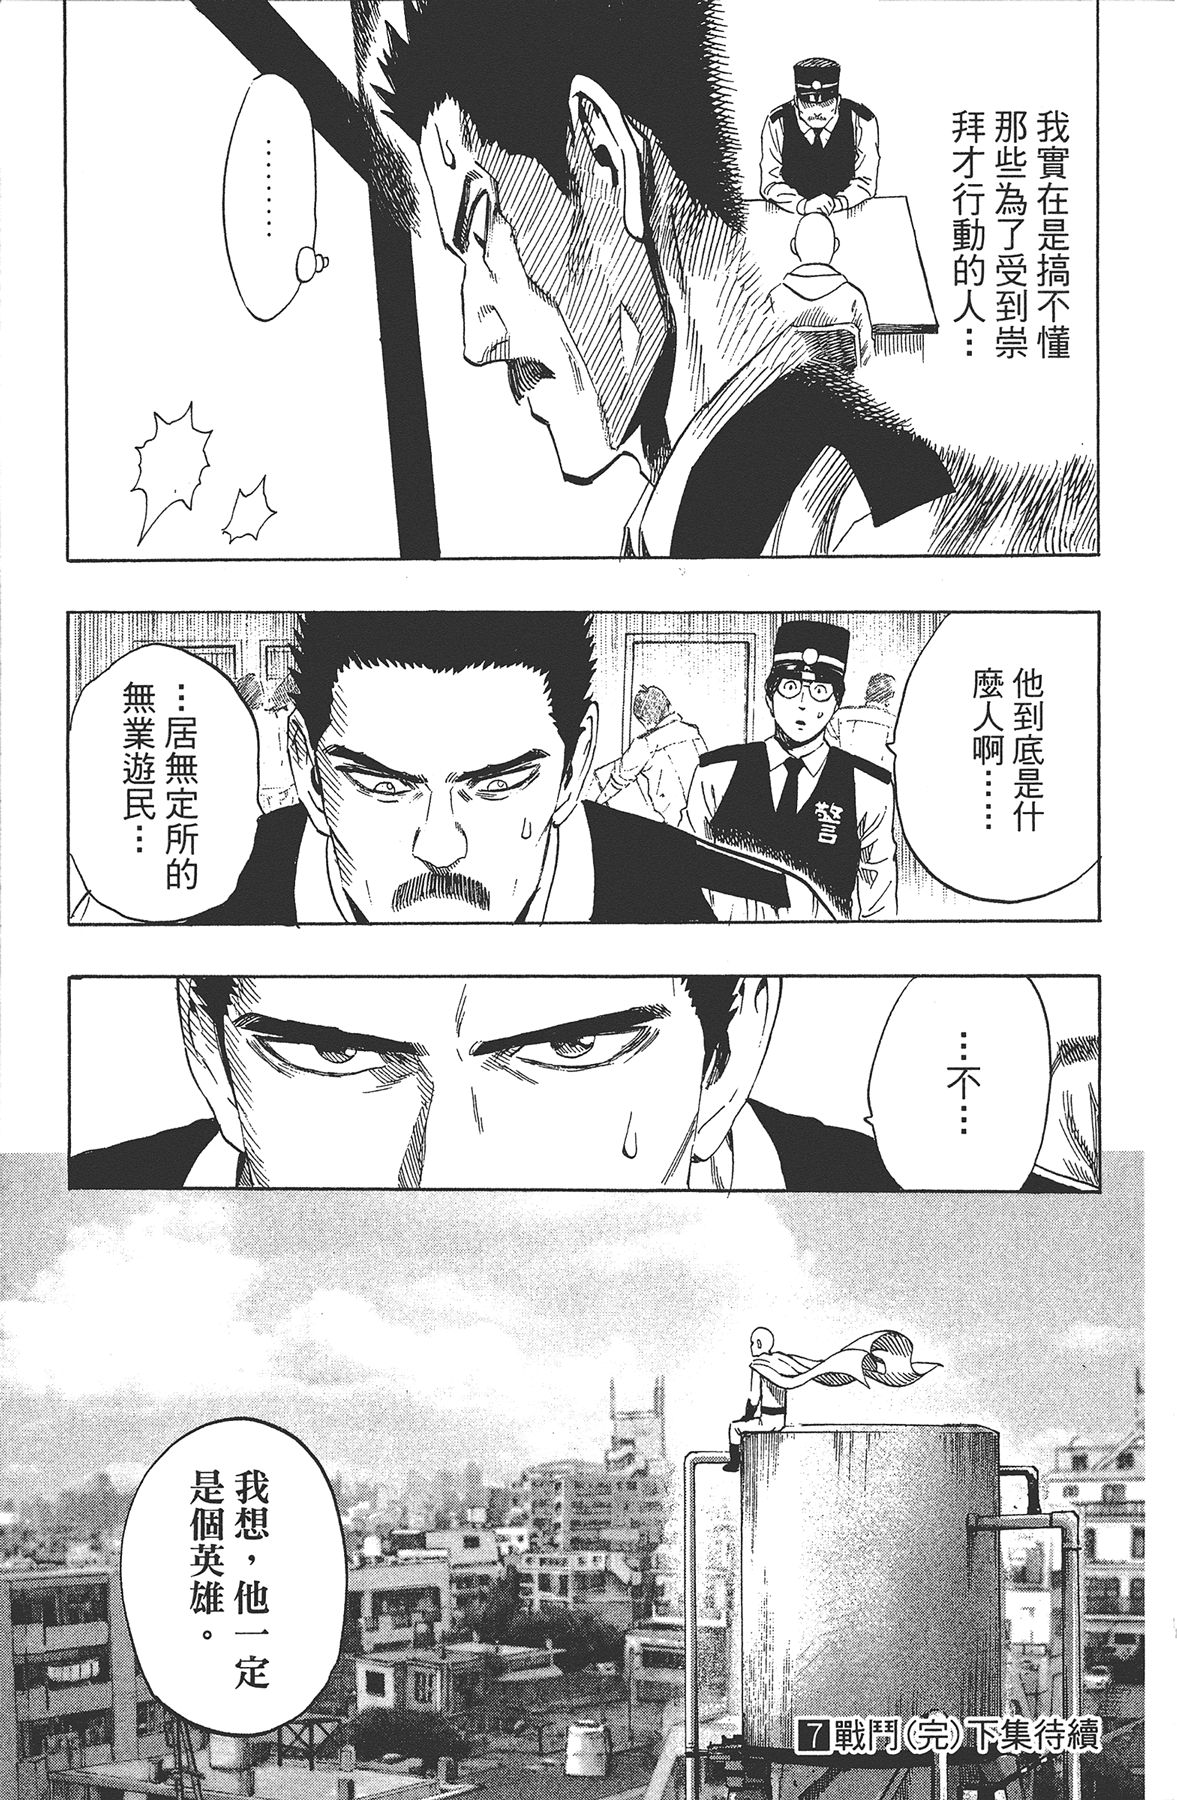 我實在是搞不懂
那些為了受到崇
拜才行動的人…
………
他到底是什
麼人啊……
警
…居無定所的
無業遊民…
…不…
我想，他一定
是個英雄。
7戰鬥（完）下集待續